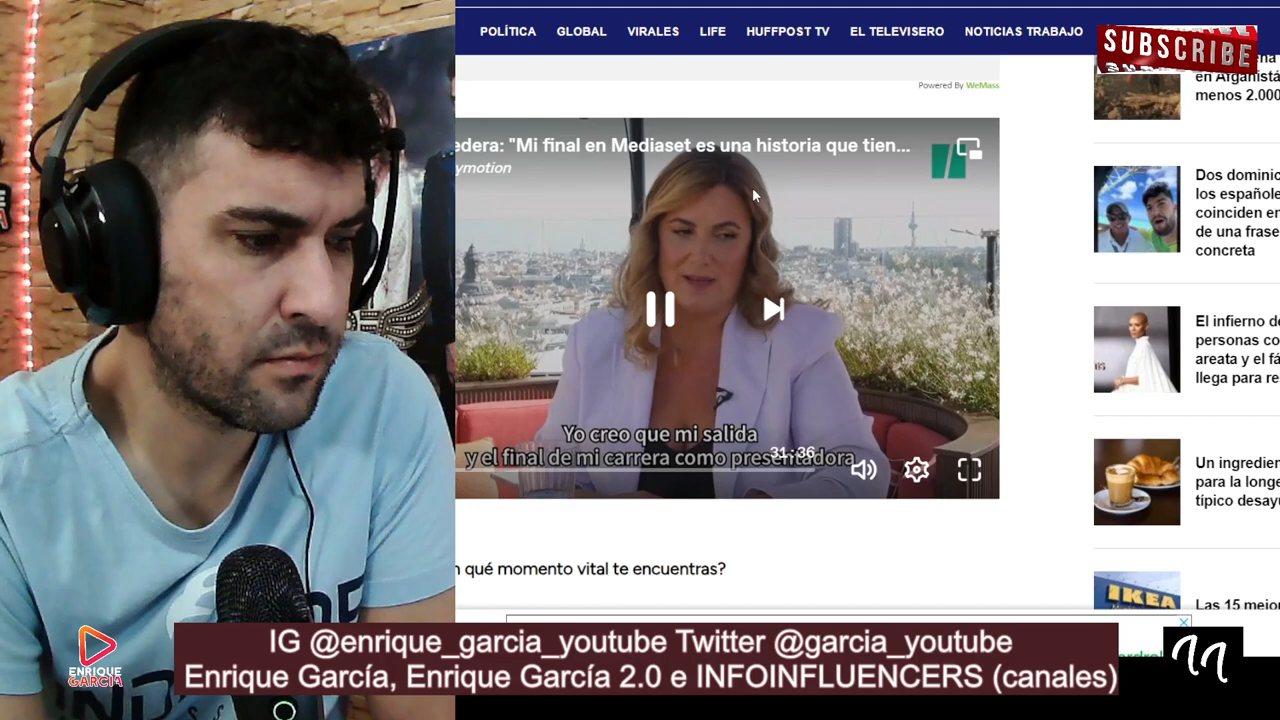 POLÍTICA GLOBAL VIRALES LIFE HUFFPOST TV EL TELEVISERO NOTICIAS TRABAJO
SUBSCRIBE
en Afganistá
menos 2.000
Powered By WeMass
edera: "Mi final en Mediaset es una historia que tien...
ymotion
Dos dominic
los españole
coinciden en
de una frase
concreta
El infierno de
personas co
areata y el fá
llega para re
Yo creo que mi salida
y el final de mi carrera como presentadora
31:36
Un ingredien
para la longe
típico desayu
n qué momento vital te encuentras?
IKEA
Las 15 mejo
IG @enrique_garcia_youtube Twitter @garcia_youtube
Enrique García, Enrique García 2.0 e INFOINFLUENCERS (canales)
ENRIQUE
GARCÍA